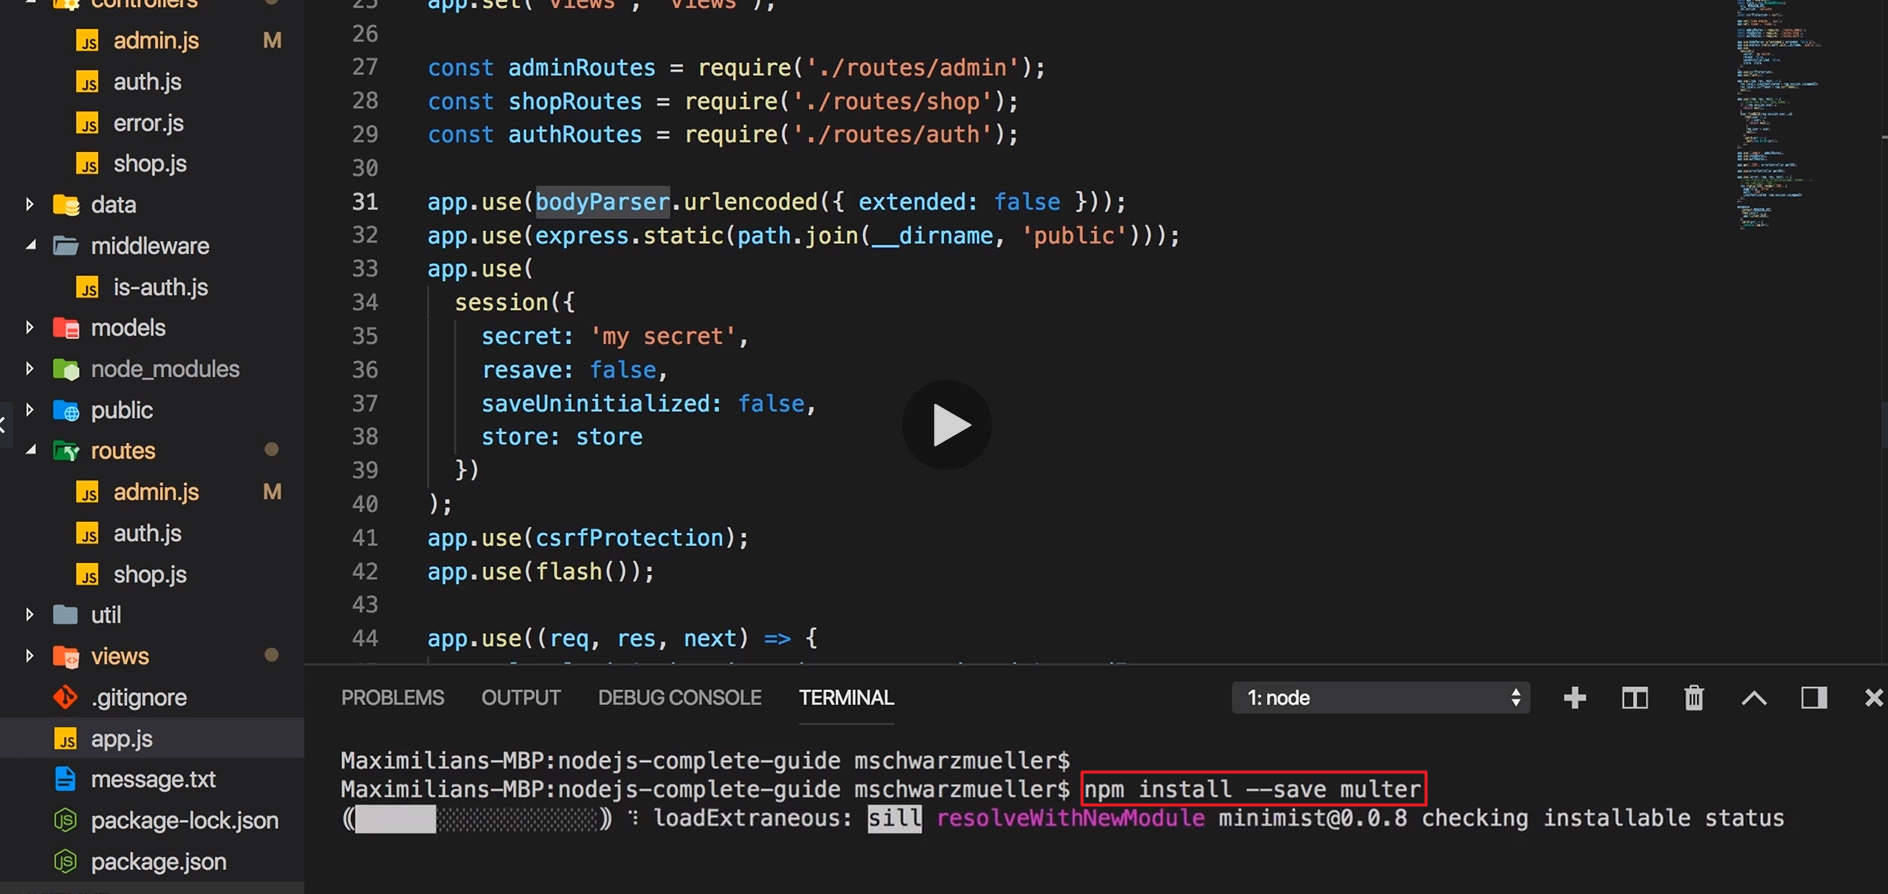 controllers
admin.js M
auth.js
error.js
shop.js
data
middleware
is-auth.js
models
node_modules
public
routes
admin.js M
auth.js
shop.js
util
views
.gitignore
app.js
message.txt
package-lock.json
package.json
25 app.set('views', 'views');
26
27 const adminRoutes = require('./routes/admin');
28 const shopRoutes = require('./routes/shop');
29 const authRoutes = require('./routes/auth');
30
31 app.use(bodyParser.urlencoded({ extended: false }));
32 app.use(express.static(path.join(__dirname, 'public')));
33 app.use(
34 session({
35 secret: 'my secret',
36 resave: false,
37 saveUninitialized: false,
38 store: store
39 })
40 );
41 app.use(csrfProtection);
42 app.use(flash());
43
44 app.use((req, res, next) => {
PROBLEMS OUTPUT DEBUG CONSOLE TERMINAL 1: node
Maximilians-MBP:nodejs-complete-guide mschwarzmueller$
Maximilians-MBP:nodejs-complete-guide mschwarzmueller$ npm install --save multer
loadExtraneous: sill resolveWithNewModule minimist@0.0.8 checking installable status